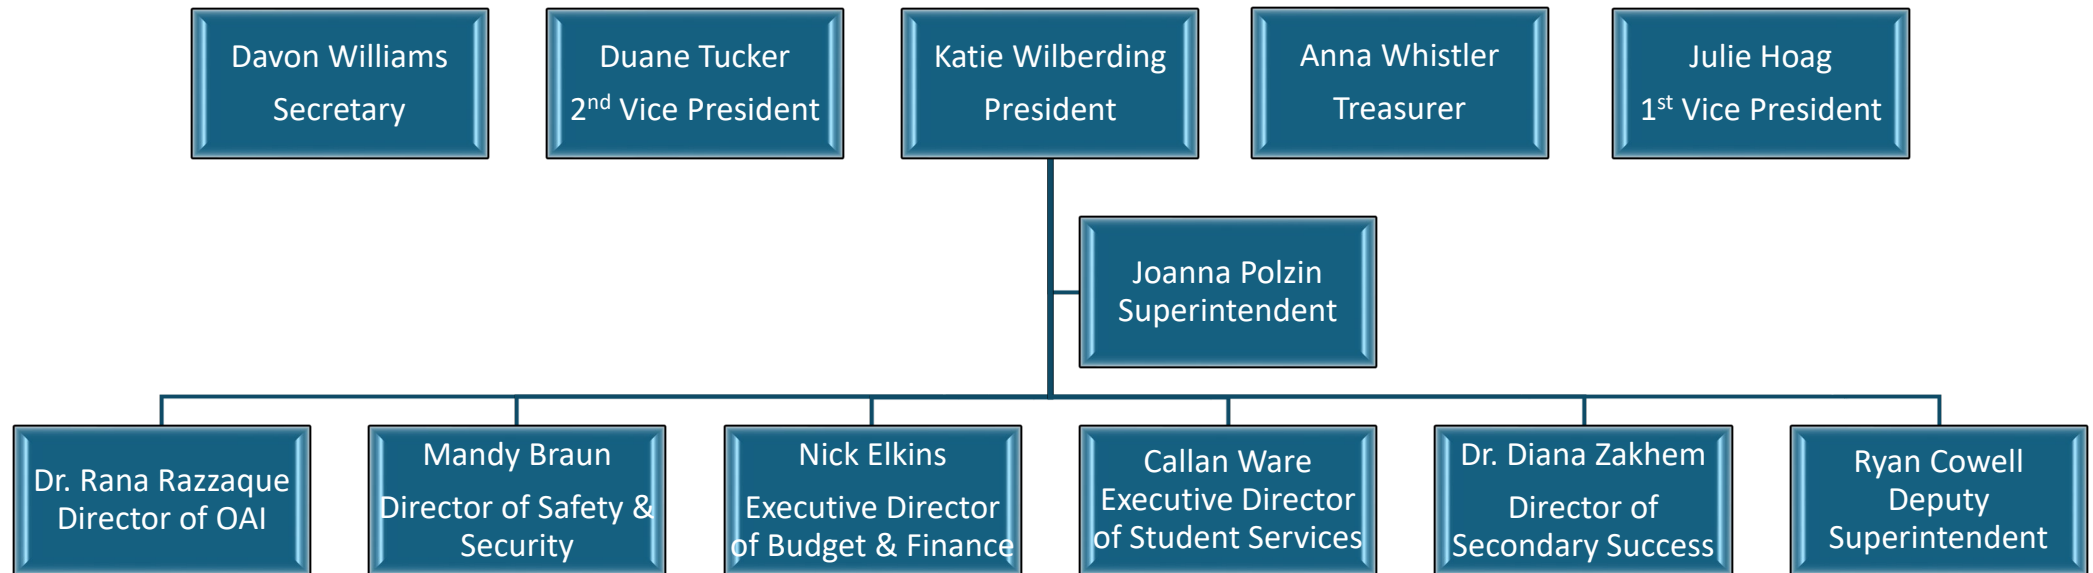 Davon Williams
Secretary
Duane Tucker
2nd Vice President
Katie Wilberding
President
Anna Whistler
Treasurer
Julie Hoag
1st Vice President
Joanna Polzin
Superintendent
Dr. Rana Razzaque
Director of OAI
Mandy Braun
Director of Safety &
Security
Nick Elkins
Executive Director
of Budget & Finance
Callan Ware
Executive Director
of Student Services
Dr. Diana Zakhem
Director of
Secondary Success
Ryan Cowell
Deputy
Superintendent